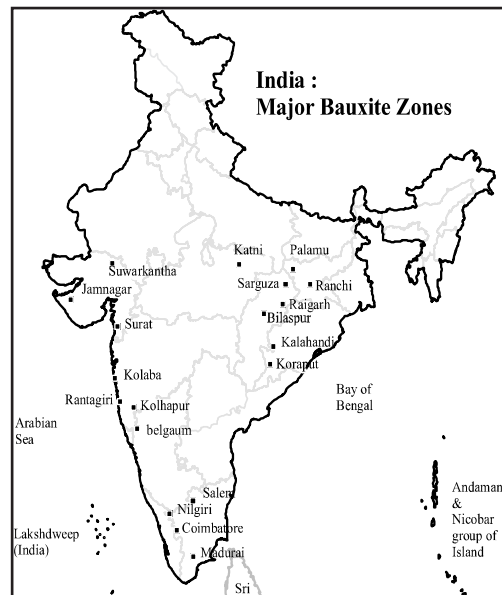 India :
Major Bauxite Zones
Katni
Palamu
Suwarkantha
Sarguza
Ranchi
Jamnagar
Raigarh
Bilaspur
Surat
Kalahandi
Koraput
Kolaba
Bay of
Bengal
Rantagiri
Kolhapur
Arabian
Sea
belgaum
Salem
Andaman
&
Nicobar
group of
Island
Nilgiri
Coimbatore
Lakshdweep
(India)
Madurai
Sri